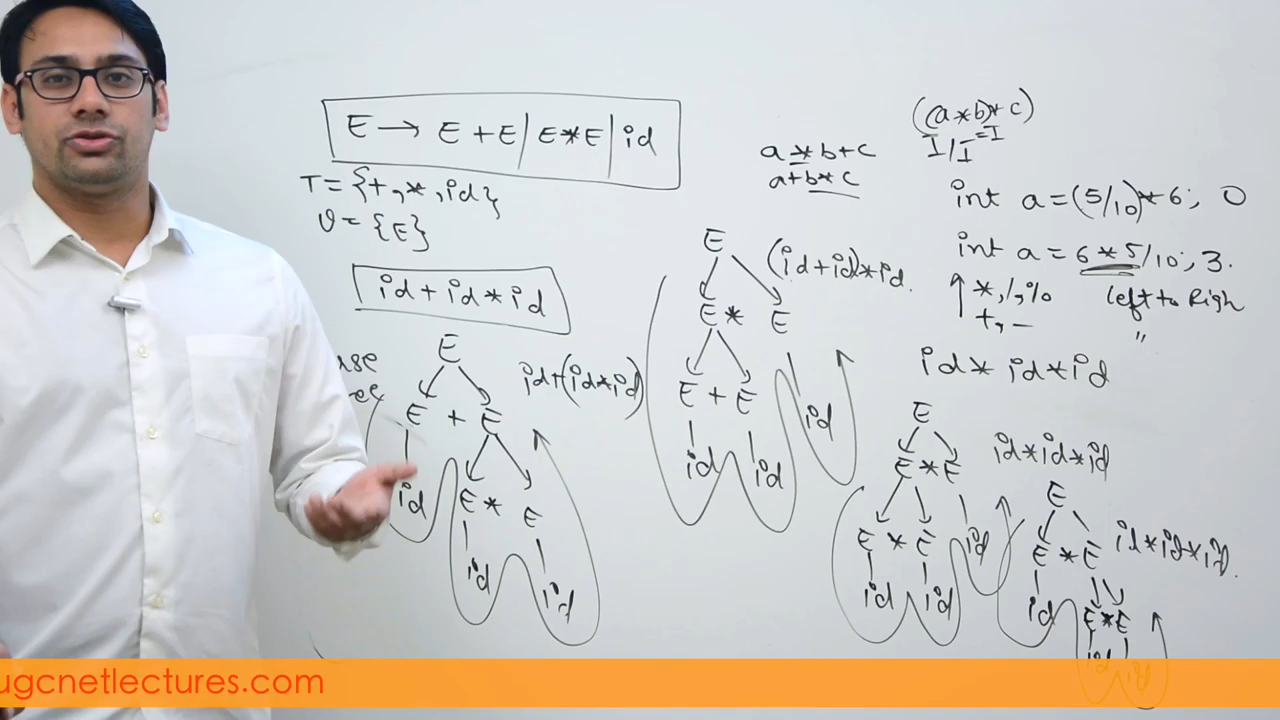 E → E + E | E * E | id
T = {+, *, id}
V = {E}
id + id * id
E
E + E
id
E * E
id
id
id+(id*id)
a * b + c
a + b * c
E
(id+id)*id.
E * E
E + E
id
id
id
((a*b)*c)
I/I = I
int a = (5/10)*6; 0
int a = 6 * 5/10; 3.
*, /, % left to Righ
+, - "
id * id * id
E
E * E
id*id*id
E * E
id
id
id
E
E * E
id*id*id.
id
E * E
id
id
ugcnetlectures.com